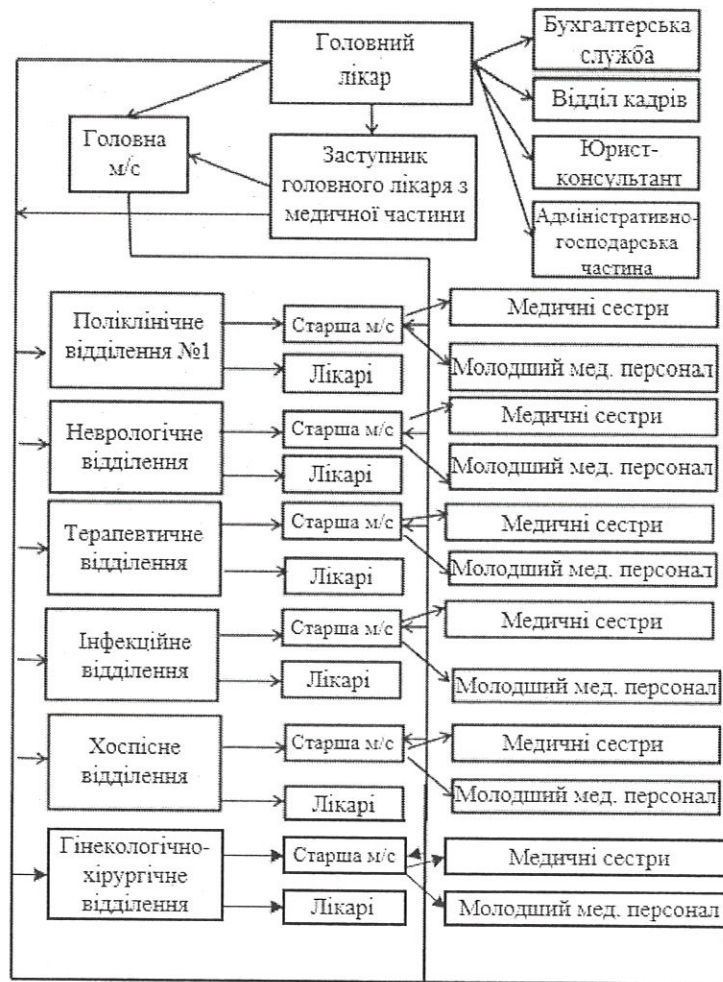 Головний
лікар
Бухгалтерська
служба
Відділ кадрів
Юрист-
консультант
Адміністративно-
господарська
частина
Головна
м/с
Заступник
головного лікаря з
медичної частини
Поліклінічне
відділення №1
Старша м/с
Лікарі
Медичні сестри
Молодший мед. персонал
Неврологічне
відділення
Старша м/с
Лікарі
Медичні сестри
Молодший мед. персонал
Терапевтичне
відділення
Старша м/с
Лікарі
Медичні сестри
Молодший мед. персонал
Інфекційне
відділення
Старша м/с
Лікарі
Медичні сестри
Молодший мед. персонал
Хоспісне
відділення
Старша м/с
Лікарі
Медичні сестри
Молодший мед. персонал
Гінекологічно-
хірургічне
відділення
Старша м/с
Лікарі
Медичні сестри
Молодший мед. персонал